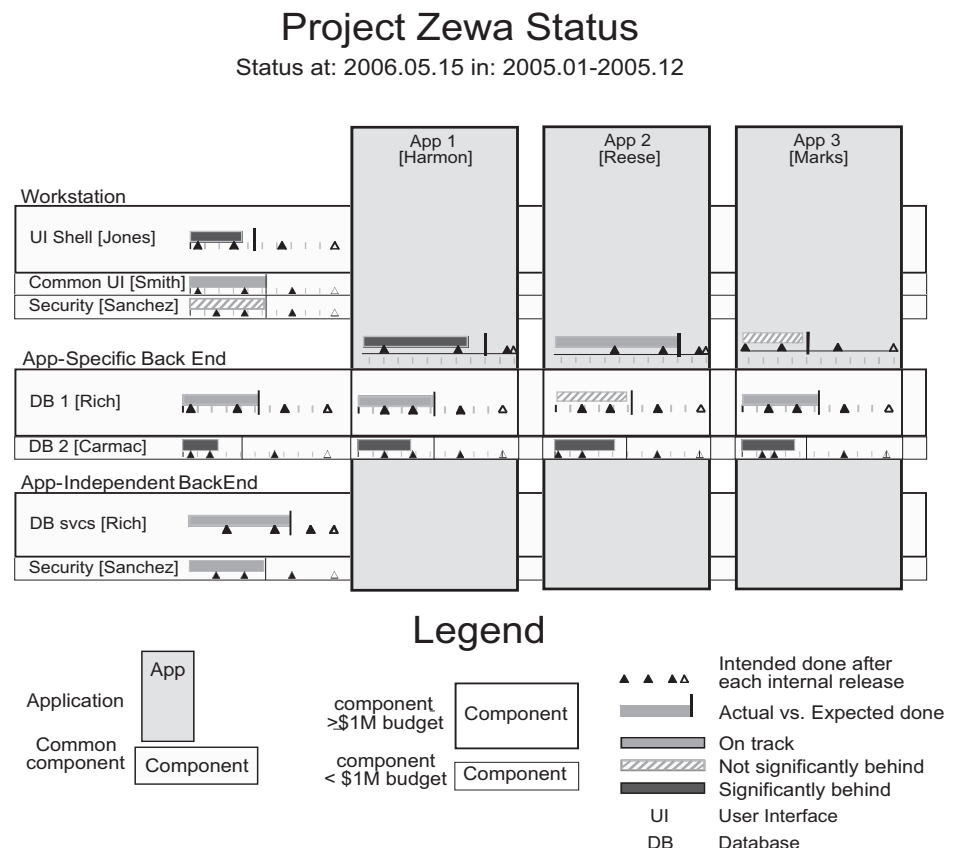 Project Zewa Status
Status at: 2006.05.15 in: 2005.01-2005.12
App 1
[Harmon]
App 2
[Reese]
App 3
[Marks]
Workstation
UI Shell [Jones]
Common UI [Smith]
Security [Sanchez]
App-Specific Back End
DB 1 [Rich]
DB 2 [Carmac]
App-Independent BackEnd
DB svcs [Rich]
Security [Sanchez]
Legend
App
Application
Common
component
Component
component
>$1M budget
Component
component
< $1M budget
Component
Intended done after
each internal release
Actual vs. Expected done
On track
Not significantly behind
Significantly behind
UI User Interface
DB Database